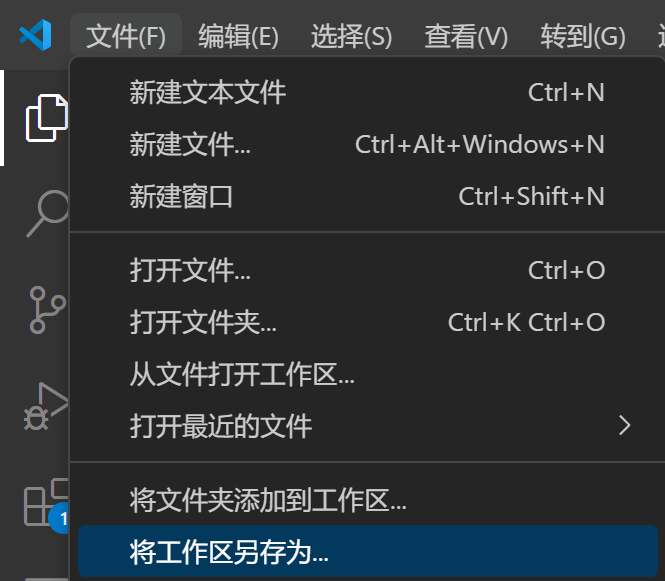 文件(F) 编辑(E) 选择(S) 查看(V) 转到(G)
新建文本文件 Ctrl+N
新建文件... Ctrl+Alt+Windows+N
新建窗口 Ctrl+Shift+N
打开文件... Ctrl+O
打开文件夹... Ctrl+K Ctrl+O
从文件打开工作区...
打开最近的文件
将文件夹添加到工作区...
1
将工作区另存为...